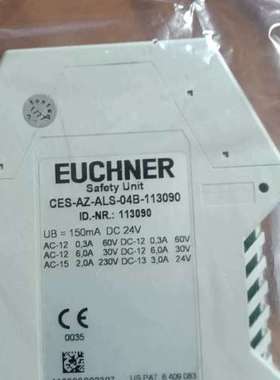 EUCHNER
Safety Unit
CES-AZ-ALS-04B-113090
ID.-NR.: 113090
UB = 150mA DC 24V
AC-12 0,3A 60V DC-12 0,3A 60V
AC-12 6,0A 30V DC-12 6,0A 30V
AC-15 2,0A 230V DC-13 3,0A 24V
CE
0035
US PAT. 6 409 083